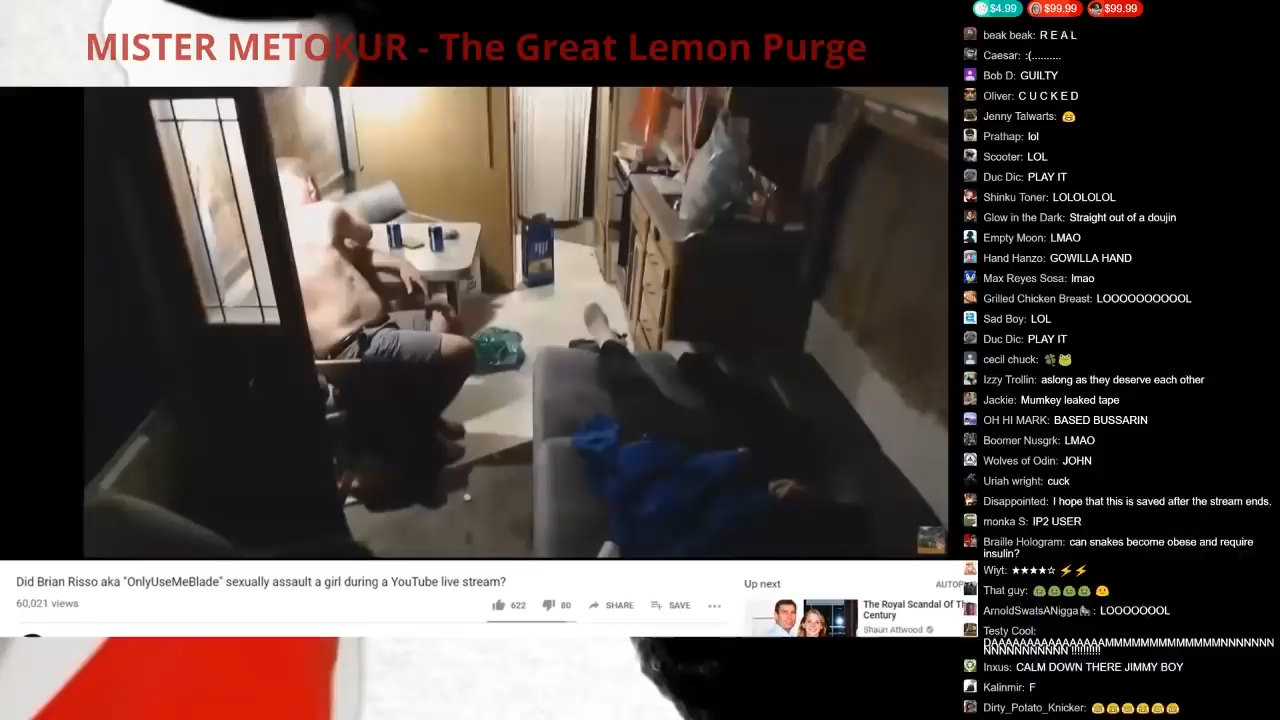 MISTER METOKUR - The Great Lemon Purge
$4.99 $99.99 $99.99
beak beak: R E A L
Caesar: :(..........
Bob D: GUILTY
Oliver: C U C K E D
Jenny Talwarts: 😂
Prathap: lol
Scooter: LOL
Duc Dic: PLAY IT
Shinku Toner: LOLOLOLOL
Glow in the Dark: Straight out of a doujin
Empty Moon: LMAO
Hand Hanzo: GOWILLA HAND
Max Reyes Sosa: lmao
Grilled Chicken Breast: LOOOOOOOOOOL
Sad Boy: LOL
Duc Dic: PLAY IT
cecil chuck: 🍀🐸
Izzy Trollin: aslong as they deserve each other
Jackie: Mumkey leaked tape
OH HI MARK: BASED BUSSARIN
Boomer Nusgrk: LMAO
Wolves of Odin: JOHN
Uriah wright: cuck
Disappointed: I hope that this is saved after the stream ends.
monka S: IP2 USER
Braille Hologram: can snakes become obese and require
insulin?
Wiyt: ★★★★☆ ⚡⚡
That guy:
ArnoldSwatsANigga🦍: LOOOOOOOL
Testy Cool:
Inxus: CALM DOWN THERE JIMMY BOY
Kalinmir: F
Dirty_Potato_Knicker:
Did Brian Risso aka "OnlyUseMeBlade" sexually assault a girl during a YouTube live stream?
60,021 views
622 80 SHARE SAVE
Up next
AUTOP
The Royal Scandal Of Th
Century
Shaun Attwood